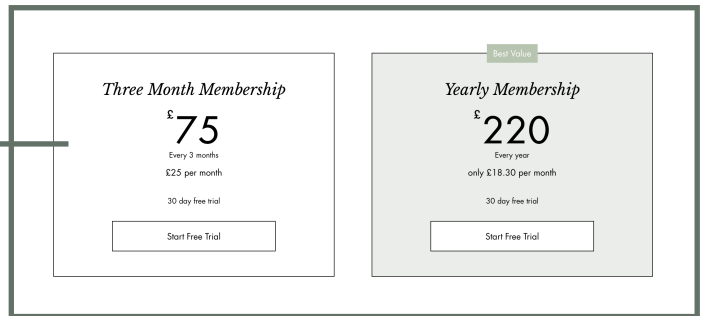 Three Month Membership
£75
Every 3 months
£25 per month
30 day free trial
Start Free Trial
Best Value
Yearly Membership
£220
Every year
only £18.30 per month
30 day free trial
Start Free Trial